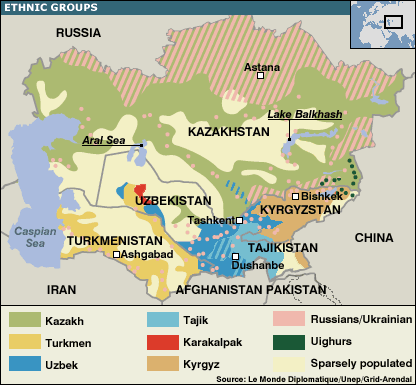 ETHNIC GROUPS
RUSSIA
Astana
Lake Balkhash
Aral Sea
KAZAKHSTAN
UZBEKISTAN
Bishkek
KYRGYZSTAN
Tashkent
Caspian
Sea
TURKMENISTAN
CHINA
TAJIKISTAN
Ashgabad
Dushanbe
IRAN
AFGHANISTAN
PAKISTAN
Kazakh
Tajik
Russians/Ukrainian
Turkmen
Karakalpak
Uighurs
Uzbek
Kyrgyz
Sparsely populated
Source: Le Monde Diplomatique/Unep/Grid-Arendal